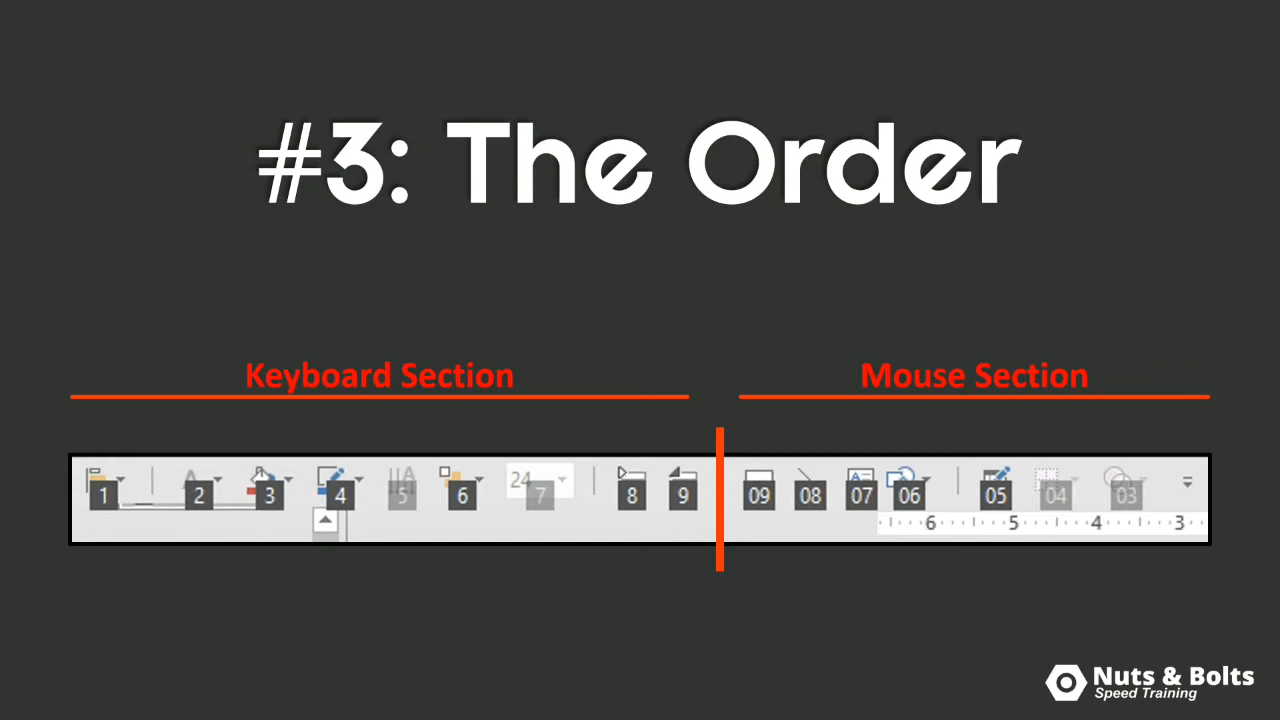 #3: The Order
Keyboard Section
Mouse Section
24
1 2 3 4 5 6 7 8 9 09 08 07 06 05 04 03
6 5 4 3
Nuts & Bolts
Speed Training